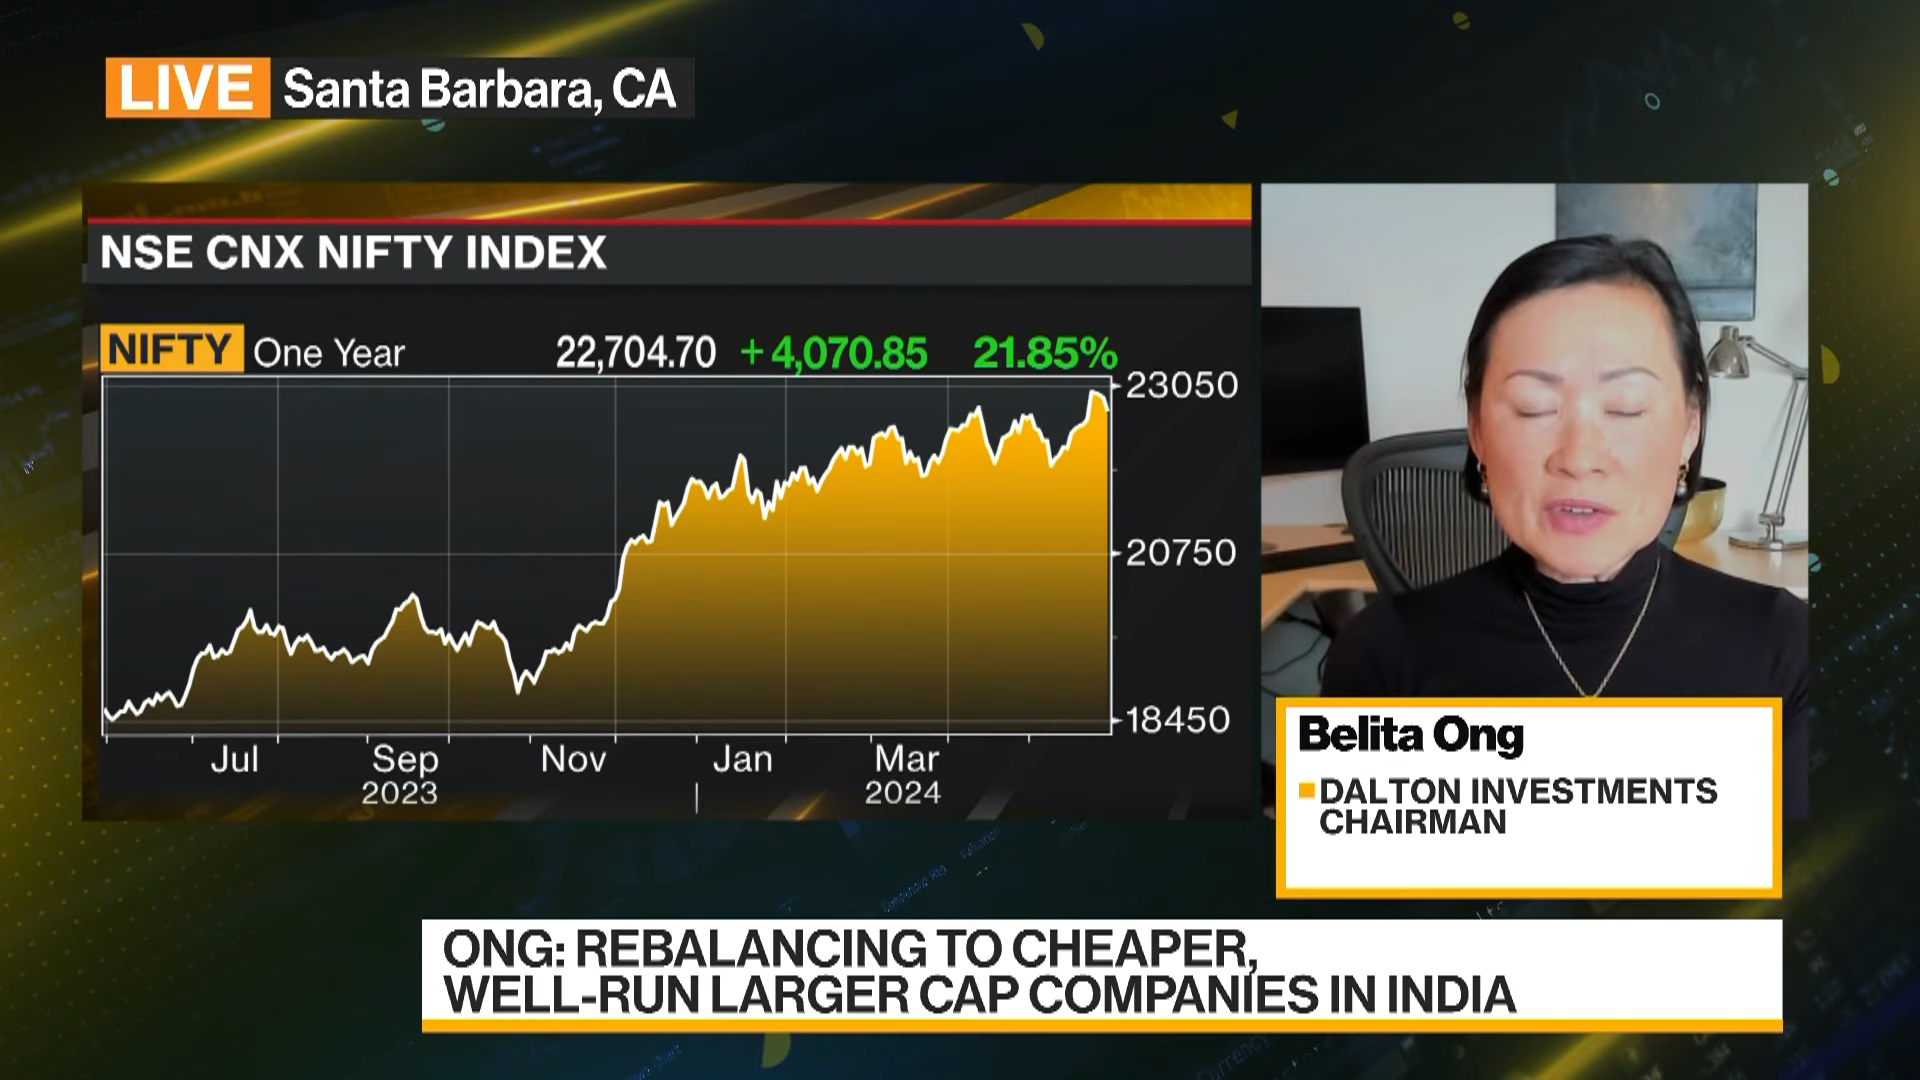 LIVE Santa Barbara, CA
NSE CNX NIFTY INDEX
NIFTY One Year 22,704.70 +4,070.85 21.85%
23050
20750
18450
Jul Sep Nov Jan Mar
2023 2024
Belita Ong
DALTON INVESTMENTS
CHAIRMAN
ONG: REBALANCING TO CHEAPER,
WELL-RUN LARGER CAP COMPANIES IN INDIA